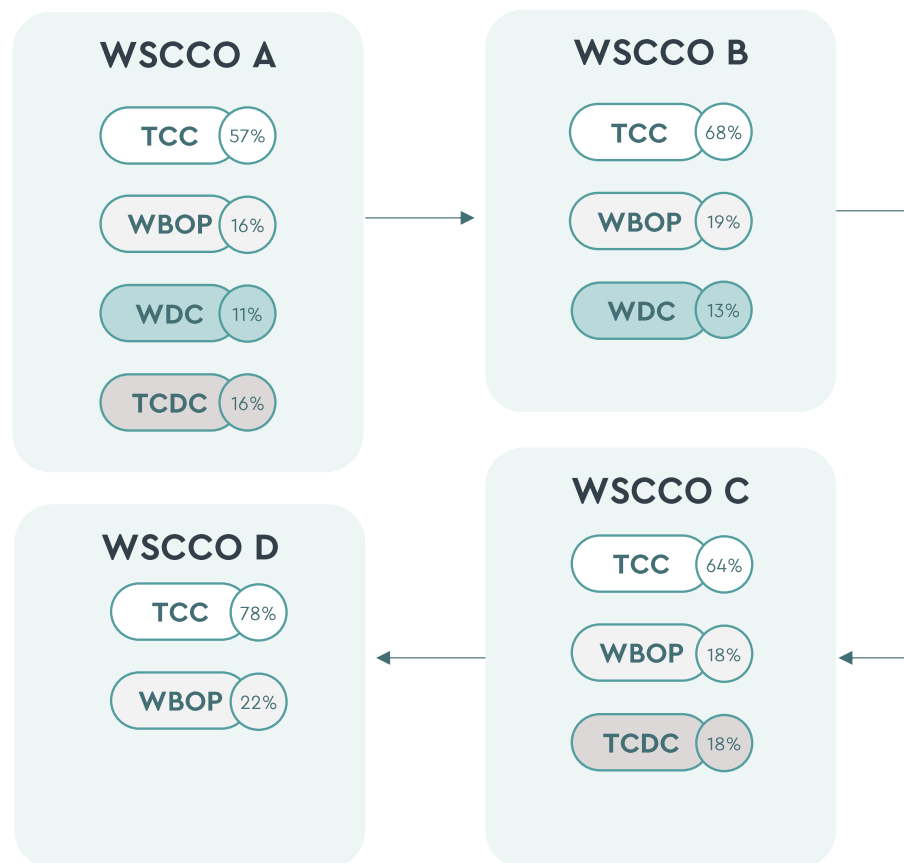 WSCCO A
TCC 57%
WBOP 16%
WDC 11%
TCDC 16%
WSCCO B
TCC 68%
WBOP 19%
WDC 13%
WSCCO C
TCC 64%
WBOP 18%
TCDC 18%
WSCCO D
TCC 78%
WBOP 22%